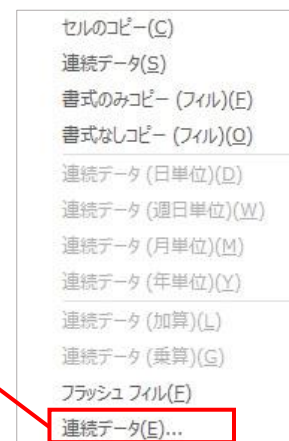 セルのコピー(C)
連続データ(S)
書式のみコピー (フィル)(F)
書式なしコピー (フィル)(O)
連続データ (日単位)(D)
連続データ (週日単位)(W)
連続データ (月単位)(M)
連続データ (年単位)(Y)
連続データ (加算)(L)
連続データ (乗算)(G)
フラッシュ フィル(F)
連続データ(E)...